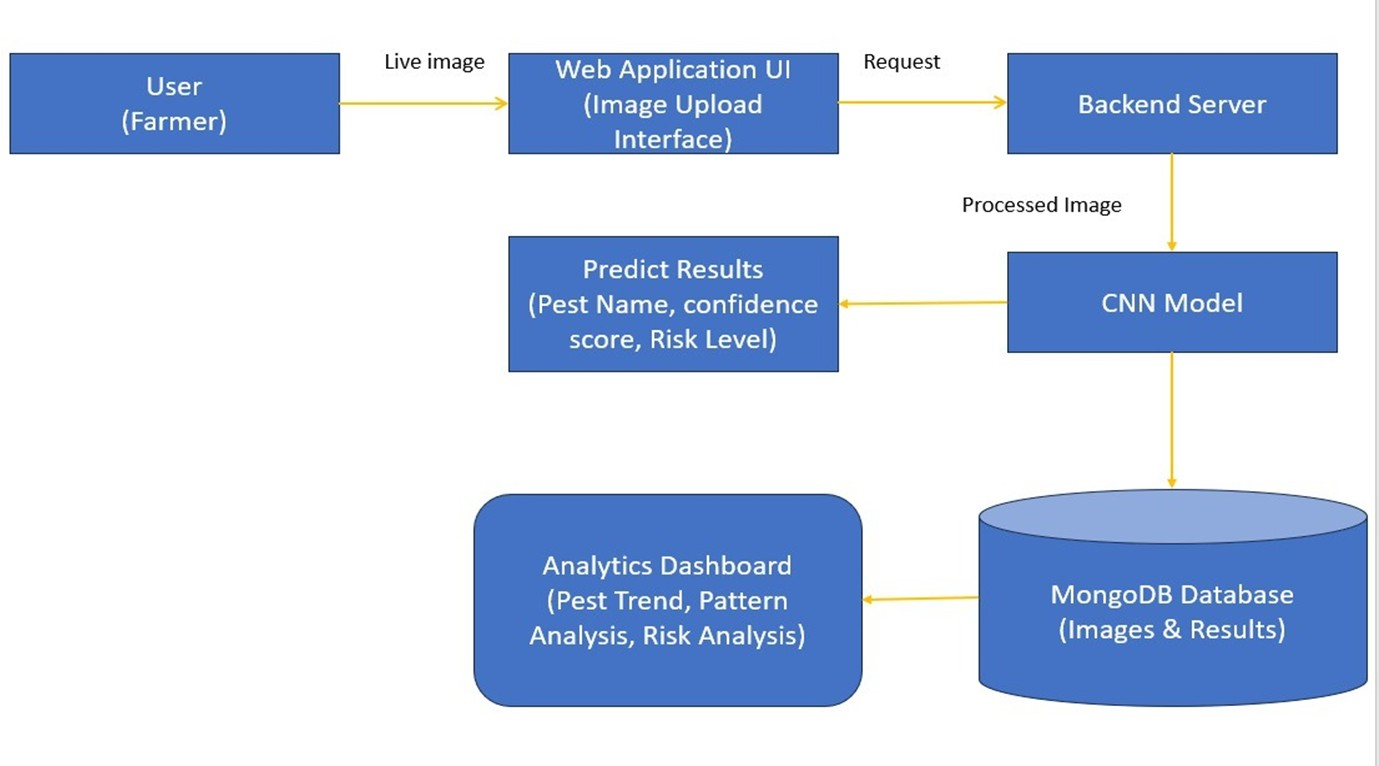 User
(Farmer)
Live image
Web Application UI
(Image Upload
Interface)
Request
Backend Server
Processed Image
Predict Results
(Pest Name, confidence
score, Risk Level)
CNN Model
Analytics Dashboard
(Pest Trend, Pattern
Analysis, Risk Analysis)
MongoDB Database
(Images & Results)